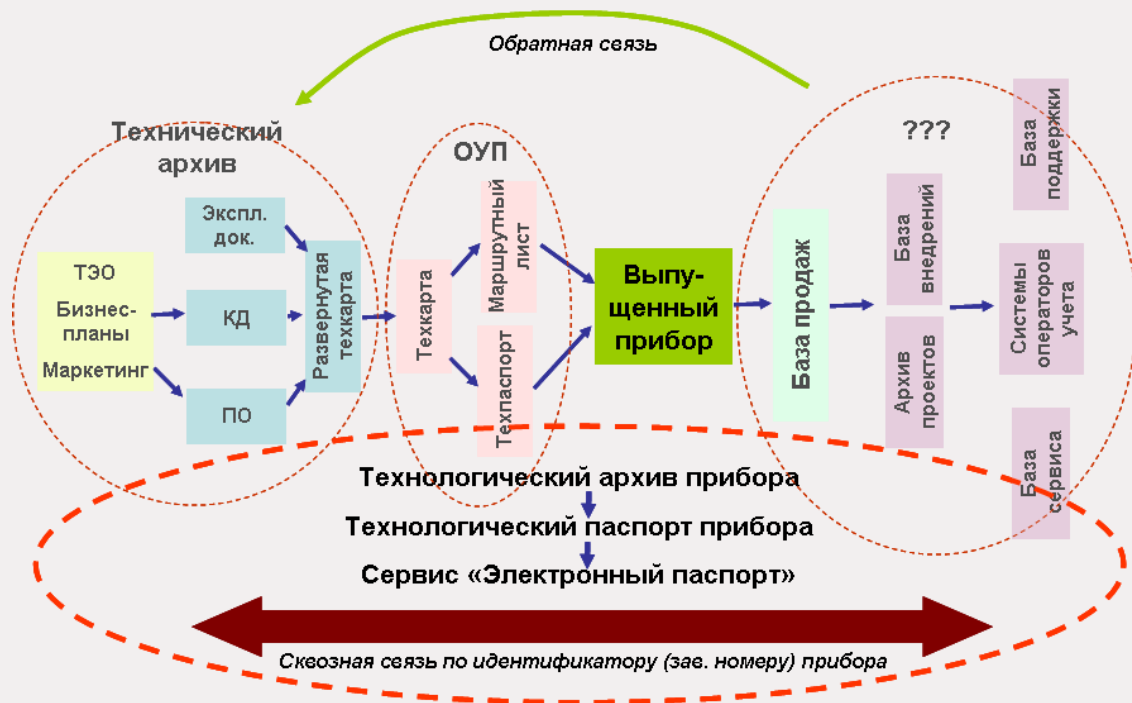 Обратная связь
Технический
архив
ТЭО
Бизнес-
планы
Маркетинг
Экспл.
док.
КД
ПО
Развернутая
техкарта
ОУП
Техкарта
Маршрутный
лист
Техпаспорт
Выпу-
щенный
прибор
База продаж
???
База
внедрений
Архив
проектов
База
поддержки
Системы
операторов
учета
База
сервиса
Технологический архив прибора
Технологический паспорт прибора
Сервис «Электронный паспорт»
Сквозная связь по идентификатору (зав. номеру) прибора